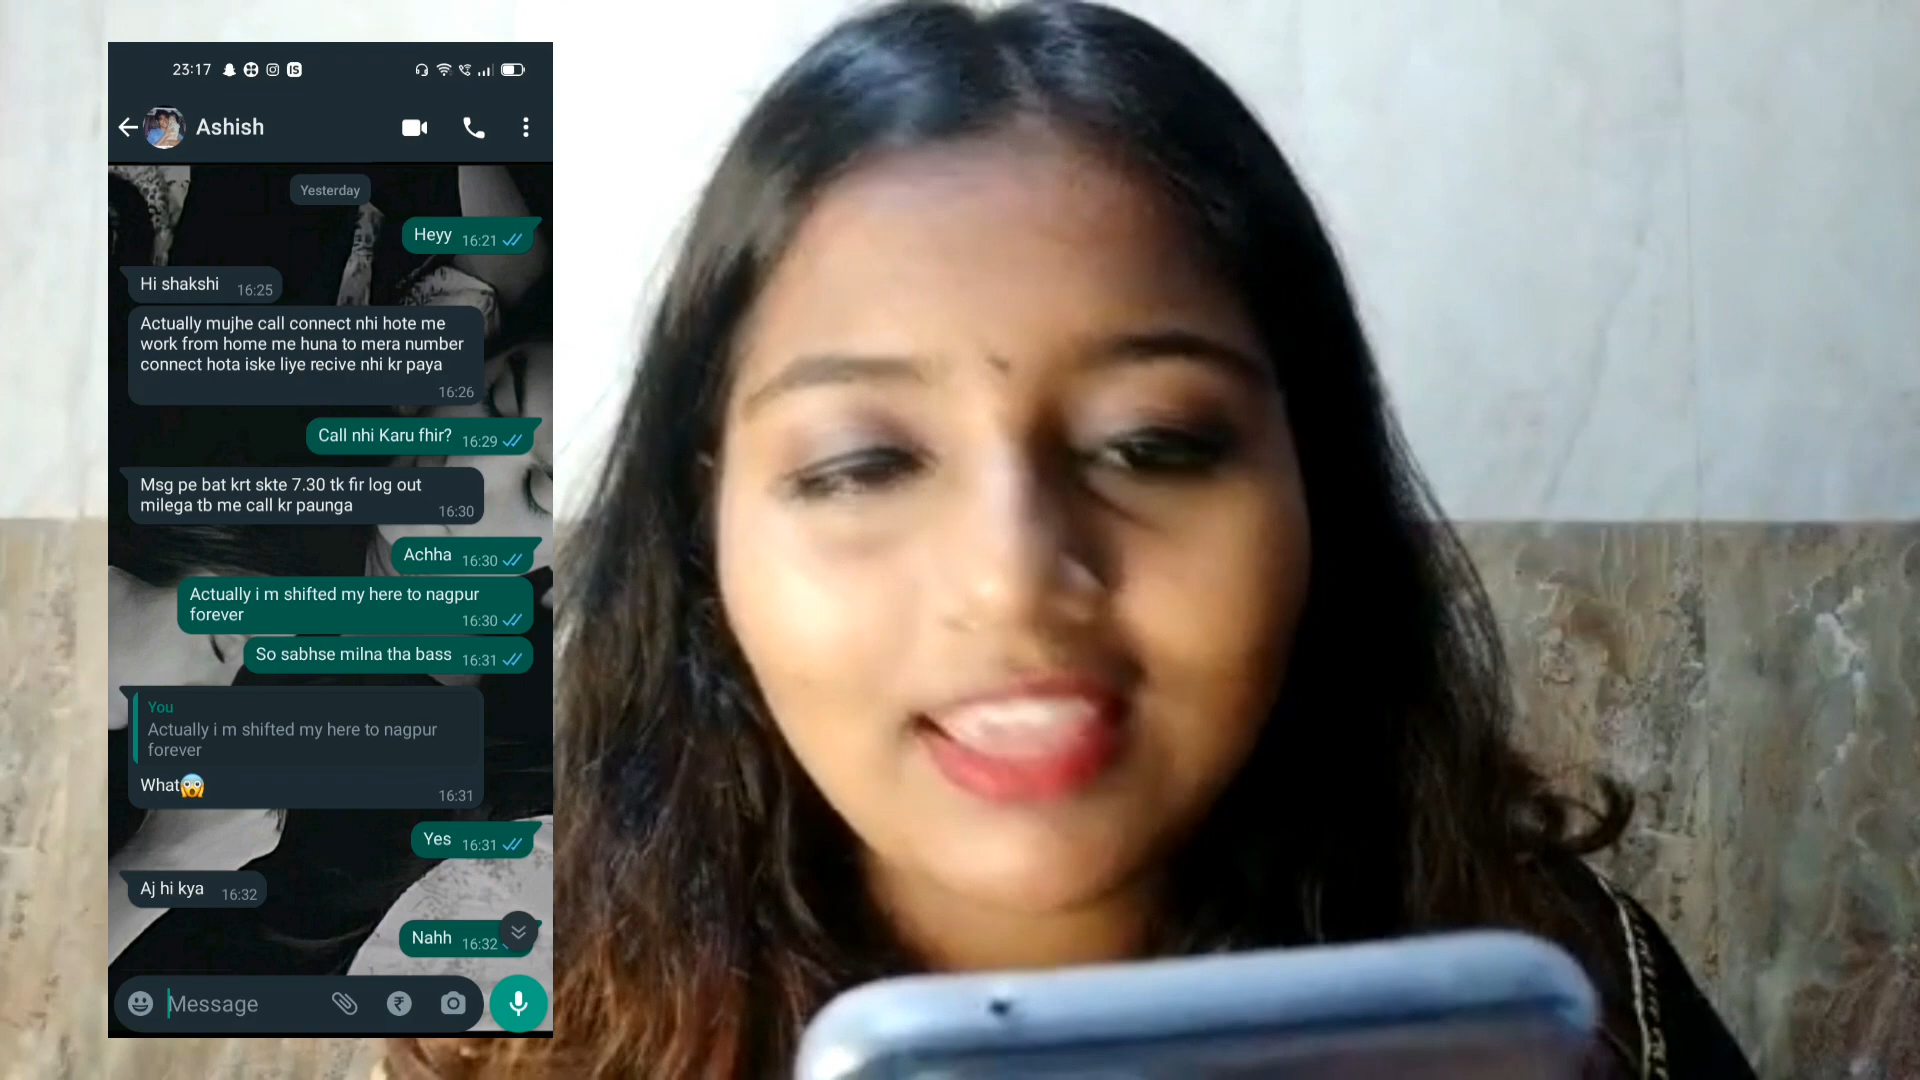 23:17
Ashish
Yesterday
Heyy 16:21
Hi shakshi 16:25
Actually mujhe call connect nhi hote me
work from home me huna to mera number
connect hota iske liye recive nhi kr paya
16:26
Call nhi Karu fhir? 16:29
Msg pe bat krt skte 7.30 tk fir log out
milega tb me call kr paunga 16:30
Achha 16:30
Actually i m shifted my here to nagpur
forever 16:30
So sabhse milna tha bass 16:31
You
Actually i m shifted my here to nagpur
forever
What😱 16:31
Yes 16:31
Aj hi kya 16:32
Nahh 16:32
Message